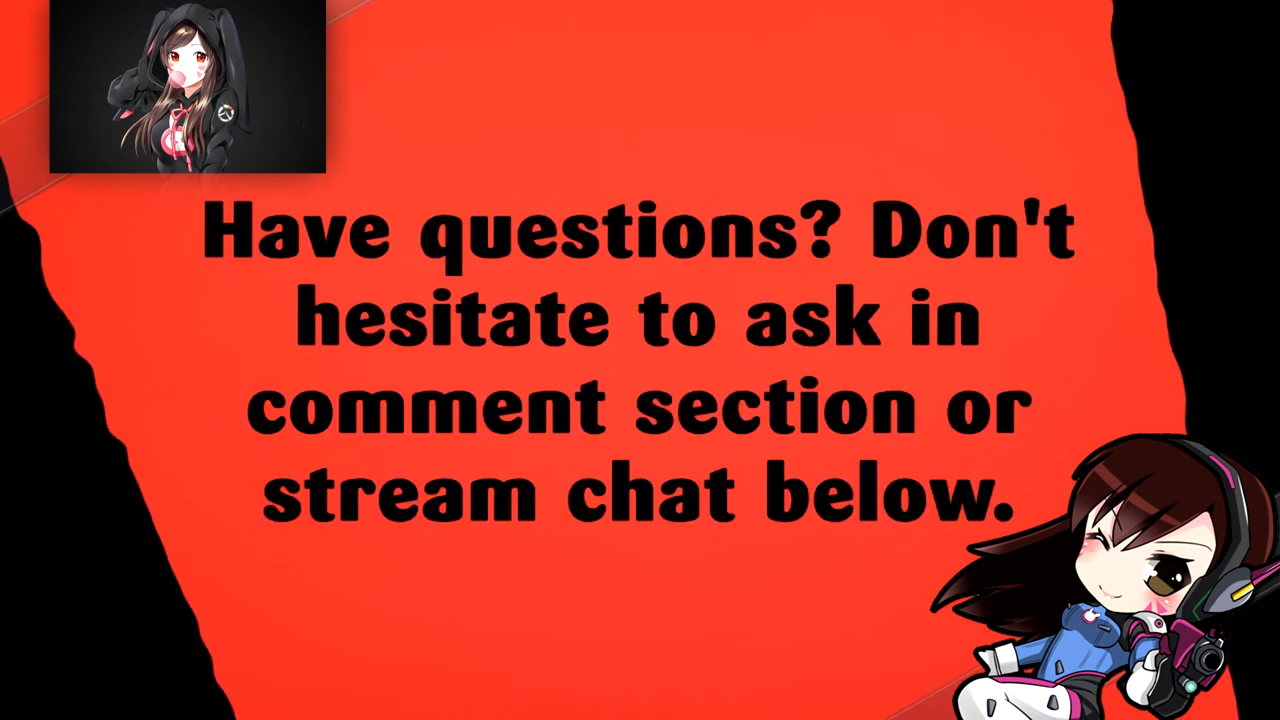 Have questions? Don't
hesitate to ask in
comment section or
stream chat below.